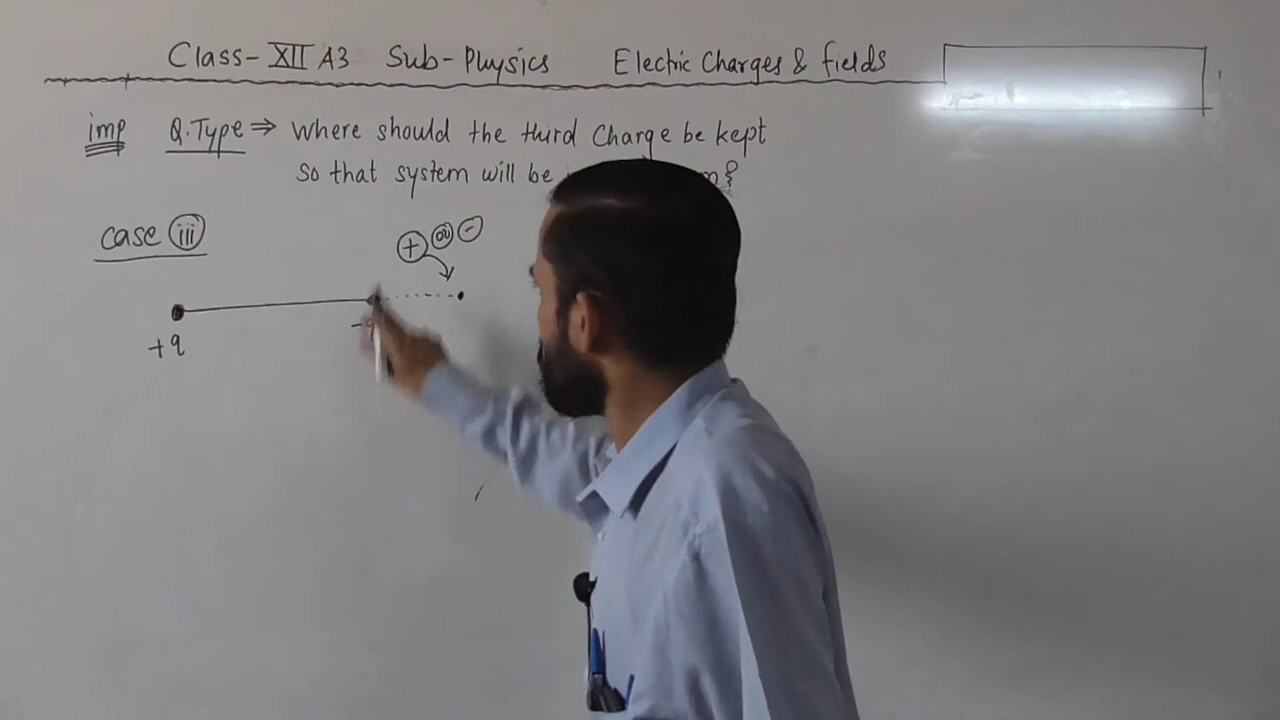 Class-XII A3 Sub-Physics Electric Charges & fields
imp Q.Type⇒ Where should the third Charge be kept
so that system will be
case (iii)
+ or -
+q
-q